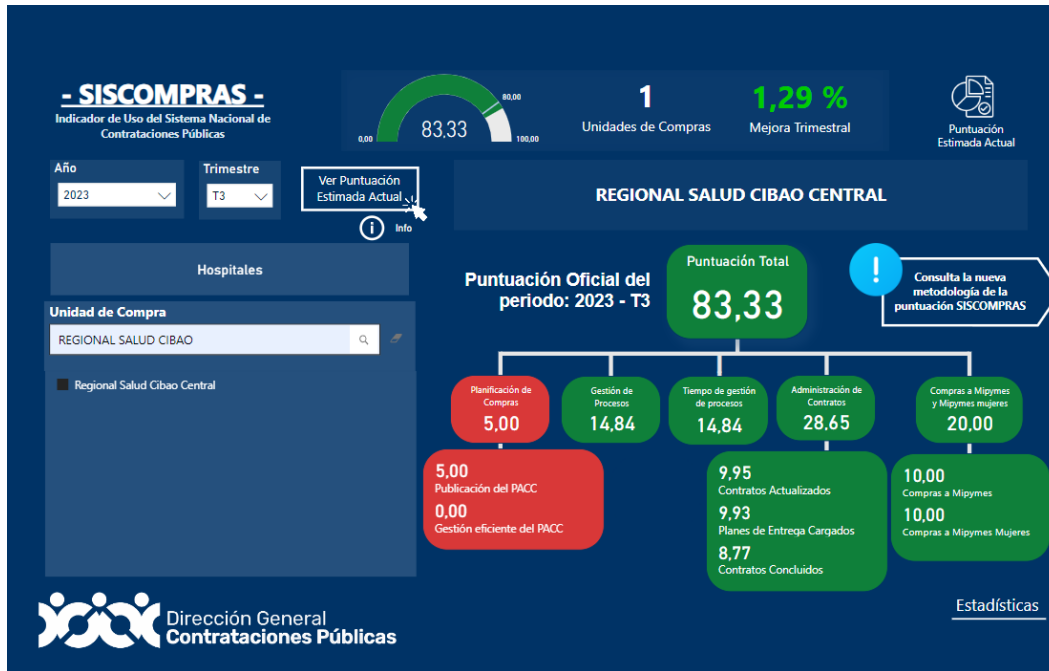 - SISCOMPRAS -
Indicador de Uso del Sistema Nacional de
Contrataciones Públicas
0,00
83,33
80,00
100,00
1
Unidades de Compras
1,29 %
Mejora Trimestral
Puntuación
Estimada Actual
Año
2023
Trimestre
T3
Ver Puntuación
Estimada Actual
Info
REGIONAL SALUD CIBAO CENTRAL
Hospitales
Unidad de Compra
REGIONAL SALUD CIBAO
Regional Salud Cibao Central
Puntuación Oficial del
periodo: 2023 - T3
Puntuación Total
83,33
!
Consulta la nueva
metodología de la
puntuación SISCOMPRAS
Planificación de
Compras
5,00
Gestión de
Procesos
14,84
Tiempo de gestión
de procesos
14,84
Administración de
Contratos
28,65
Compras a Mipymes
y Mipymes mujeres
20,00
5,00
Publicación del PACC
0,00
Gestión eficiente del PACC
9,95
Contratos Actualizados
9,93
Planes de Entrega Cargados
8,77
Contratos Concluidos
10,00
Compras a Mipymes
10,00
Compras a Mipymes Mujeres
Dirección General
Contrataciones Públicas
Estadísticas